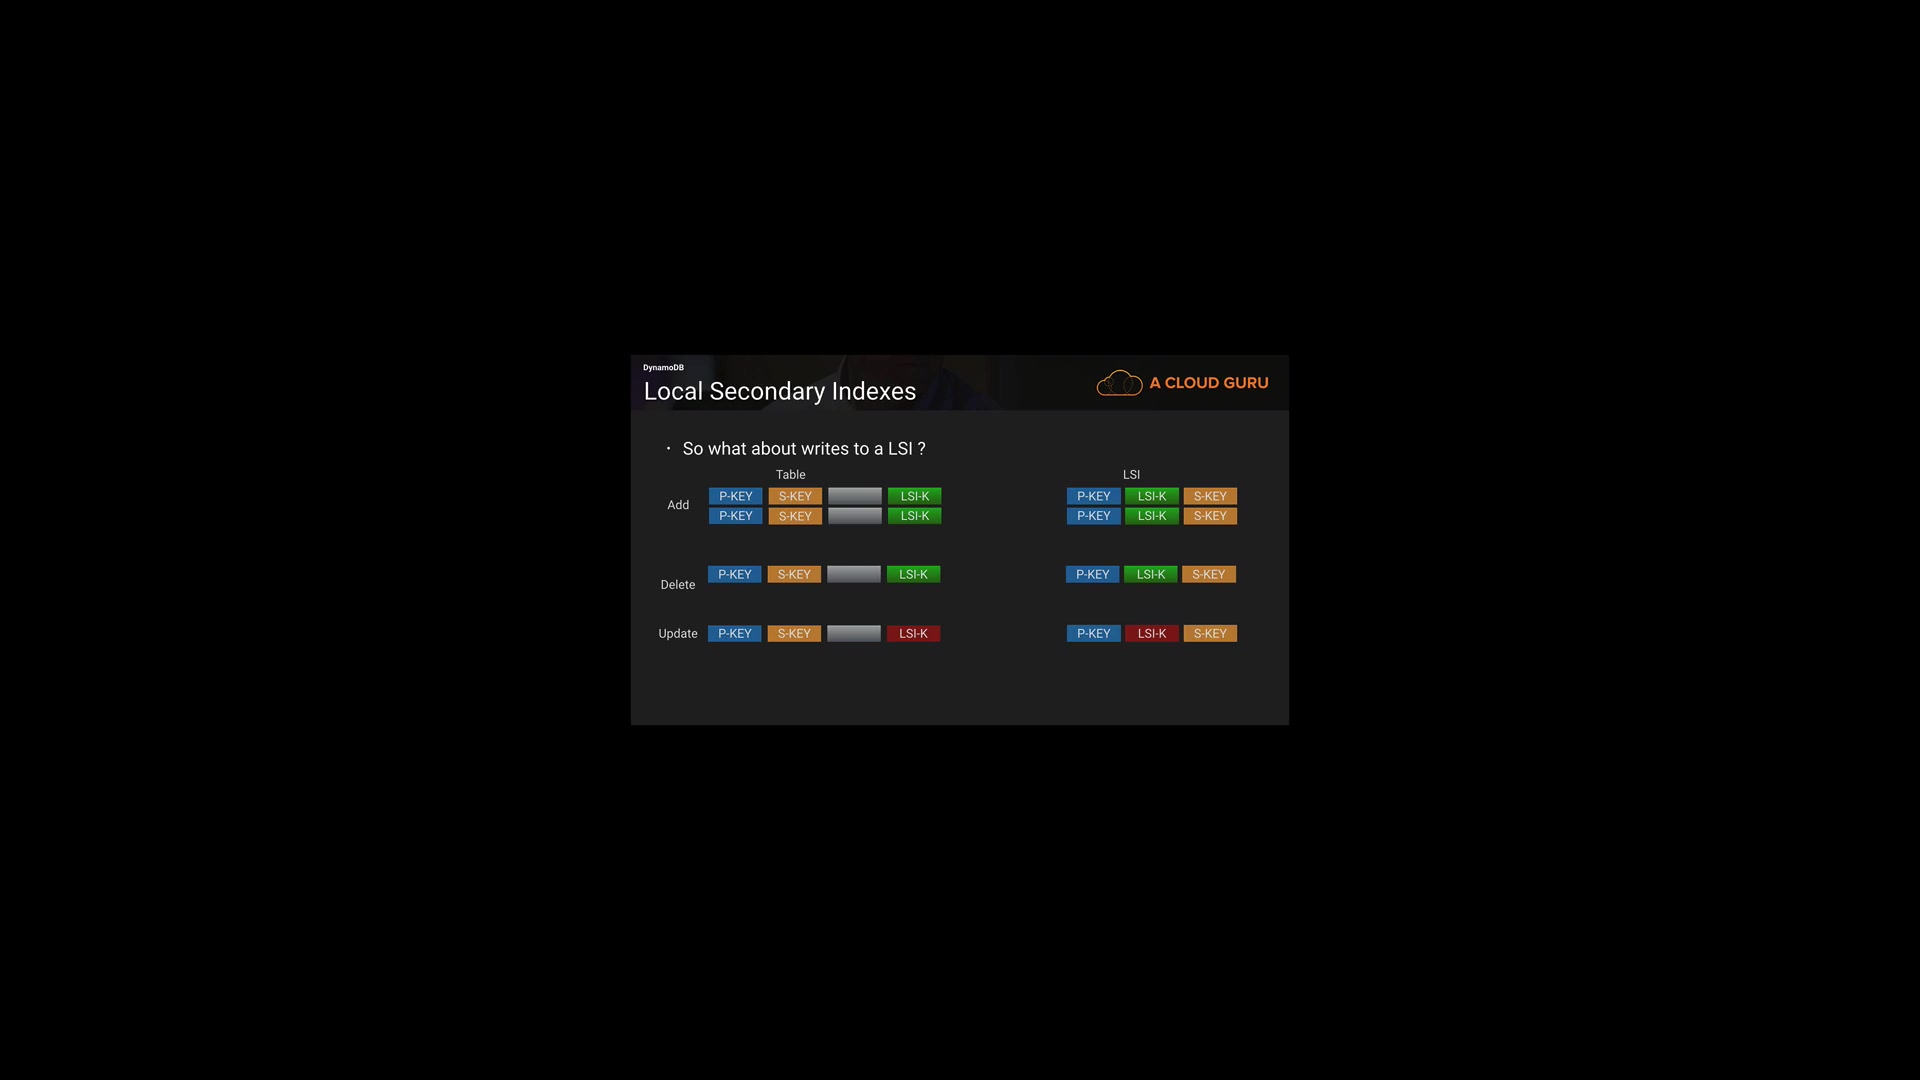 DynamoDB
Local Secondary Indexes
A CLOUD GURU
· So what about writes to a LSI ?
Table LSI
Add
P-KEY S-KEY LSI-K P-KEY LSI-K S-KEY
P-KEY S-KEY LSI-K P-KEY LSI-K S-KEY
Delete
P-KEY S-KEY LSI-K P-KEY LSI-K S-KEY
Update P-KEY S-KEY LSI-K P-KEY LSI-K S-KEY